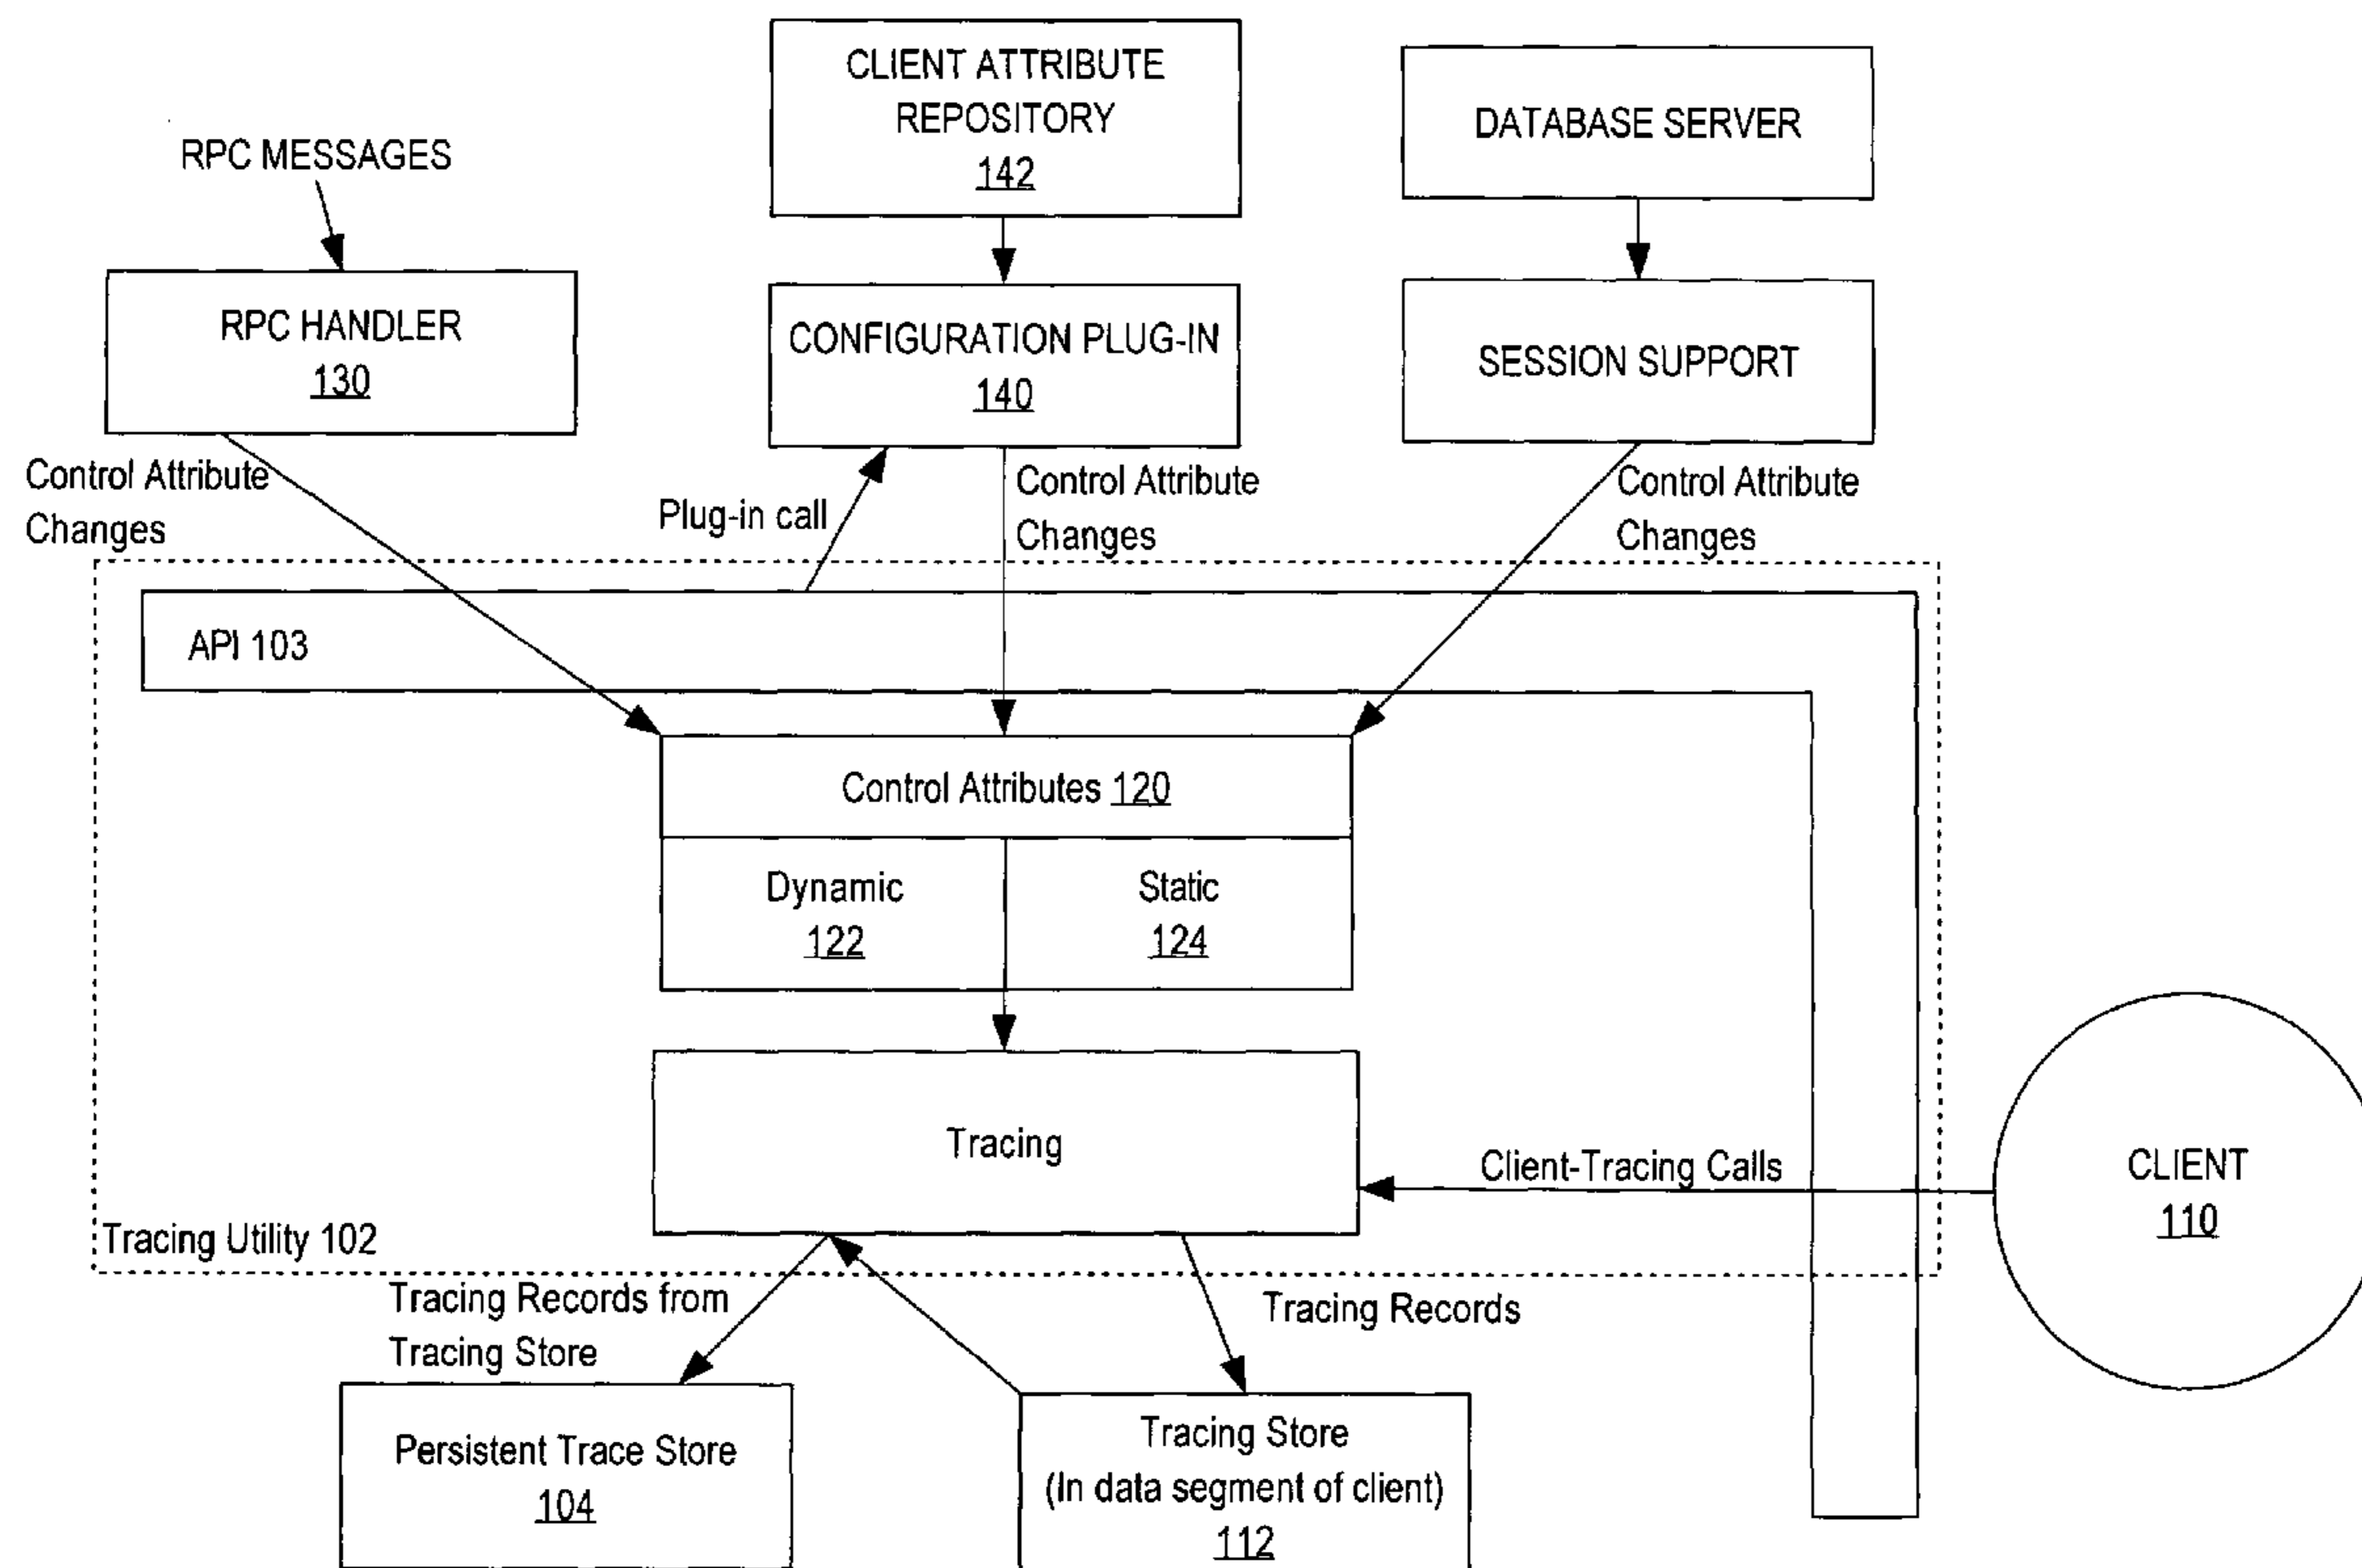 CLIENT ATTRIBUTE
REPOSITORY
142
DATABASE SERVER
RPC MESSAGES
RPC HANDLER
130
CONFIGURATION PLUG-IN
140
SESSION SUPPORT
Control Attribute
Changes
Plug-in call
Control Attribute
Changes
Control Attribute
Changes
API 103
Control Attributes 120
Dynamic
122
Static
124
Tracing
Client-Tracing Calls
CLIENT
110
Tracing Utility 102
Tracing Records from
Tracing Store
Tracing Records
Persistent Trace Store
104
Tracing Store
(In data segment of client)
112